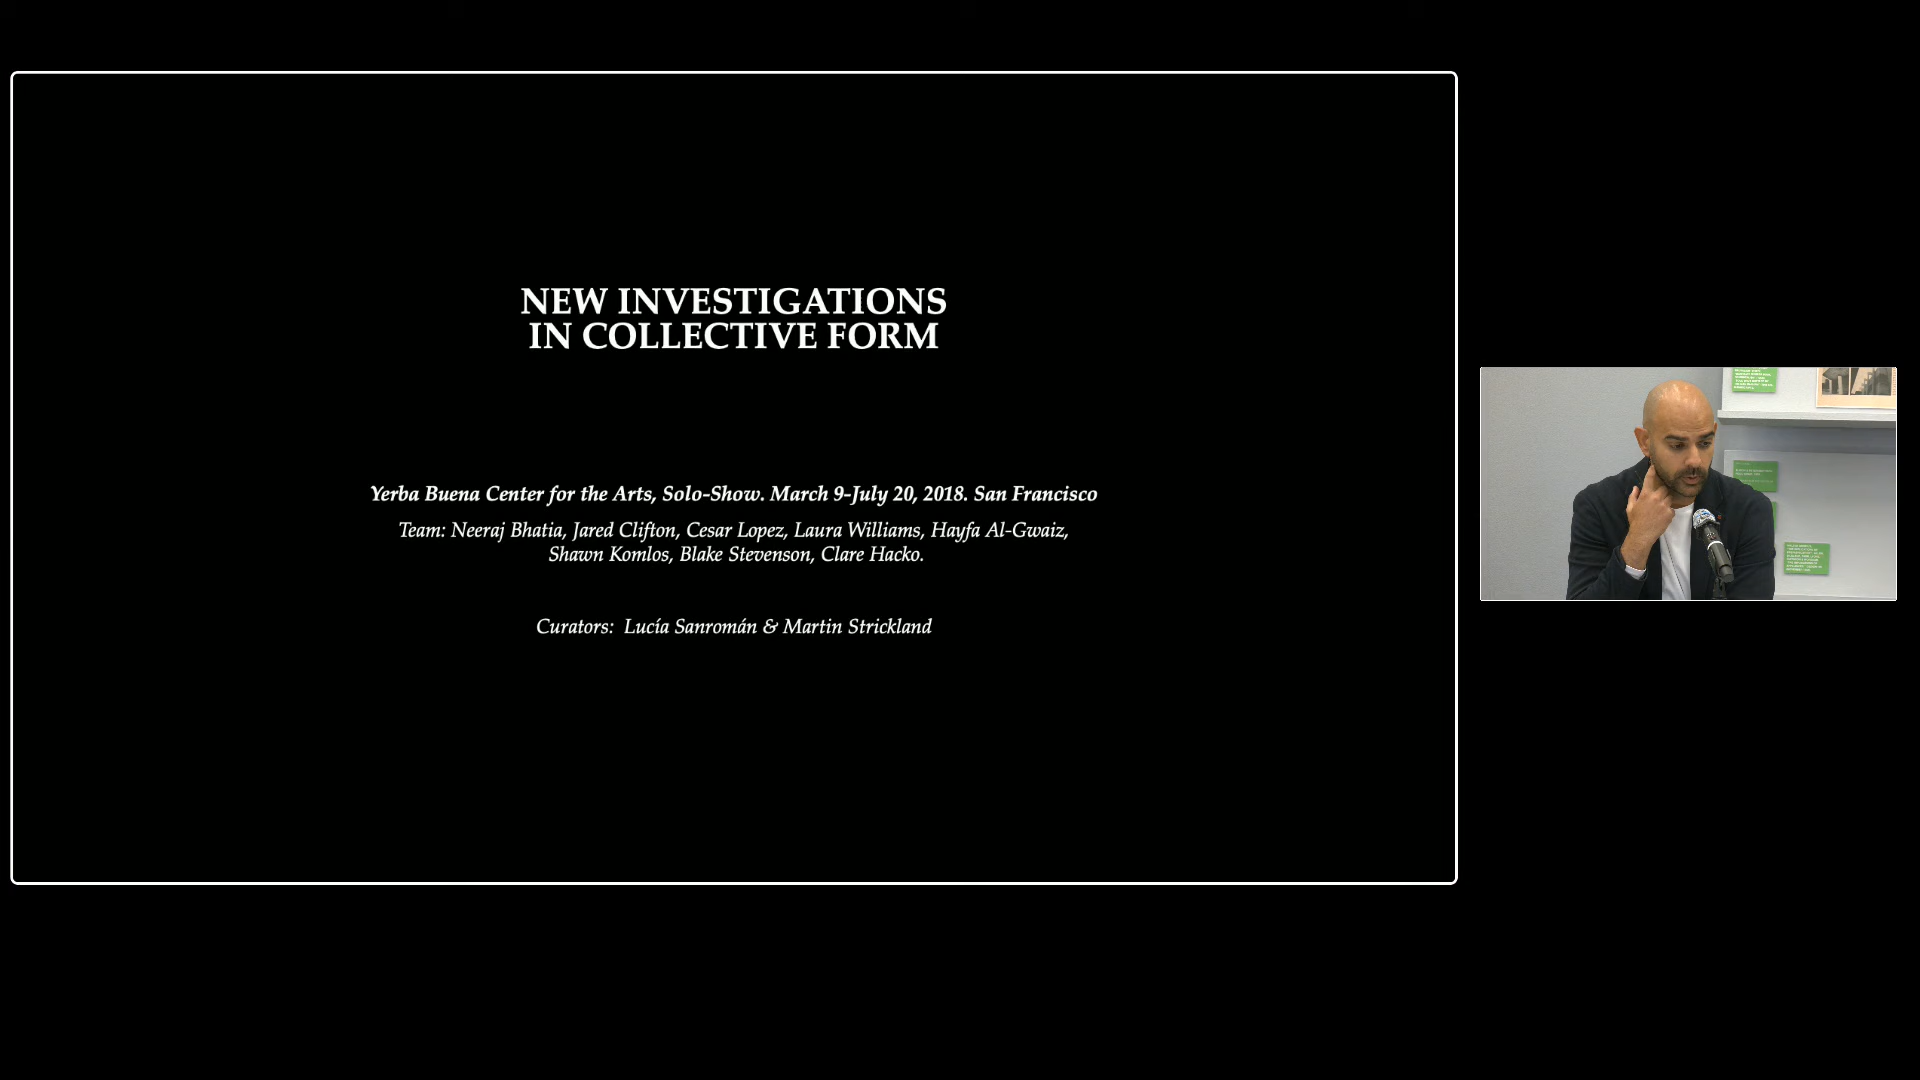 NEW INVESTIGATIONS
IN COLLECTIVE FORM
Yerba Buena Center for the Arts, Solo-Show. March 9-July 20, 2018. San Francisco
Team: Neeraj Bhatia, Jared Clifton, Cesar Lopez, Laura Williams, Hayfa Al-Gwaiz,
Shawn Komlos, Blake Stevenson, Clare Hacko.
Curators: Lucía Sanromán & Martin Strickland